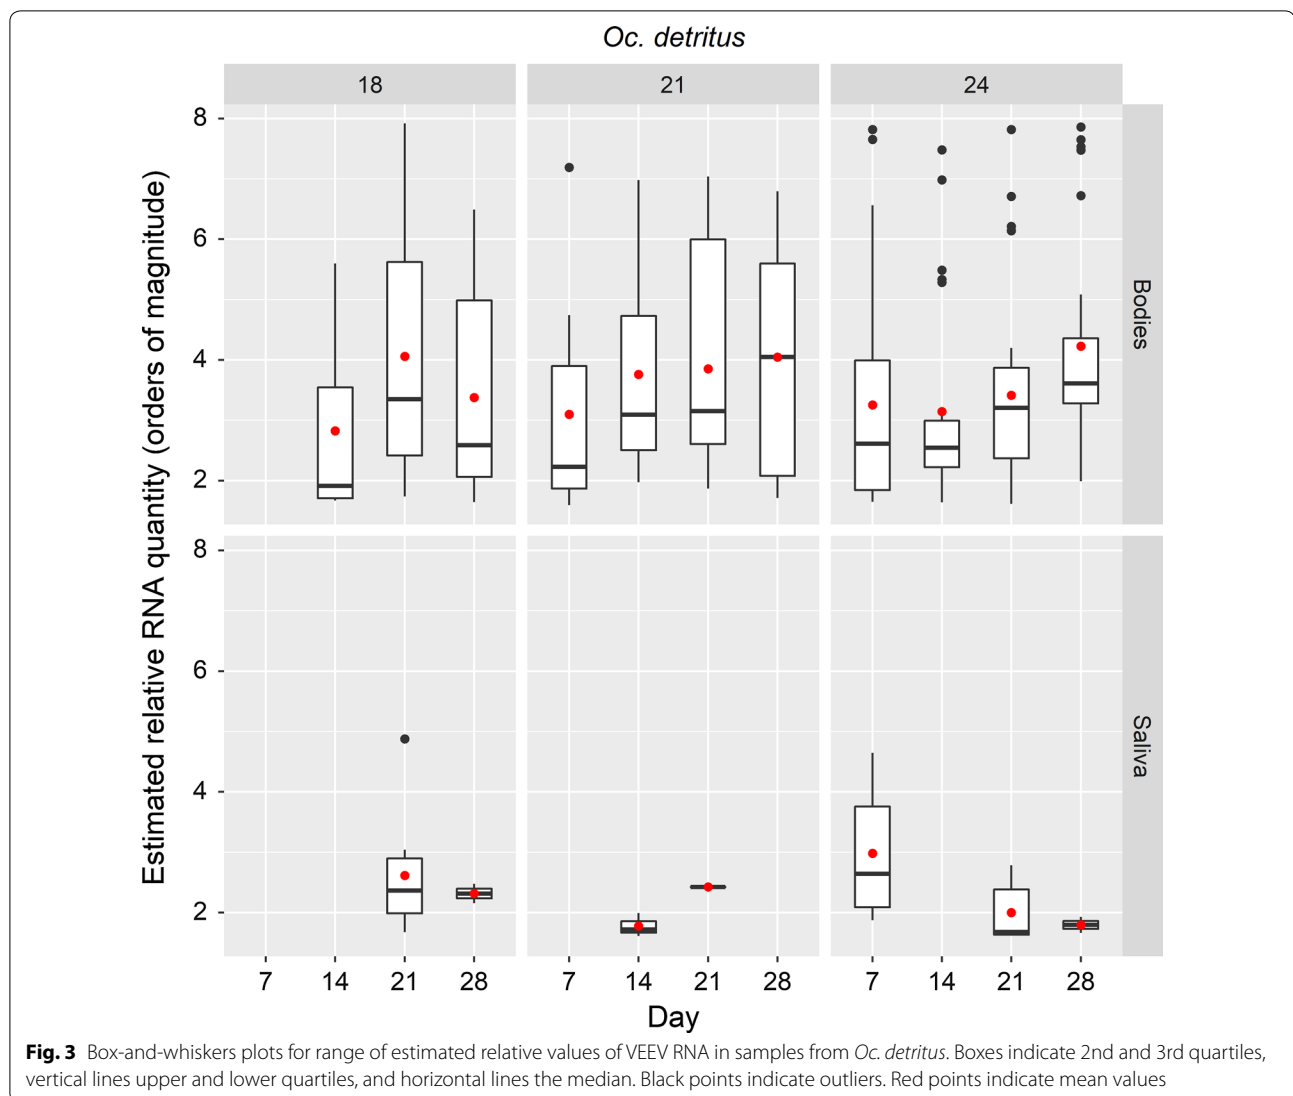 Oc. detritus
18 21 24
Estimated relative RNA quantity (orders of magnitude)
8
6
4
2
Bodies
8
6
4
2
Saliva
7 14 21 28 7 14 21 28 7 14 21 28
Day
Fig. 3 Box-and-whiskers plots for range of estimated relative values of VEEV RNA in samples from Oc. detritus. Boxes indicate 2nd and 3rd quartiles,
vertical lines upper and lower quartiles, and horizontal lines the median. Black points indicate outliers. Red points indicate mean values